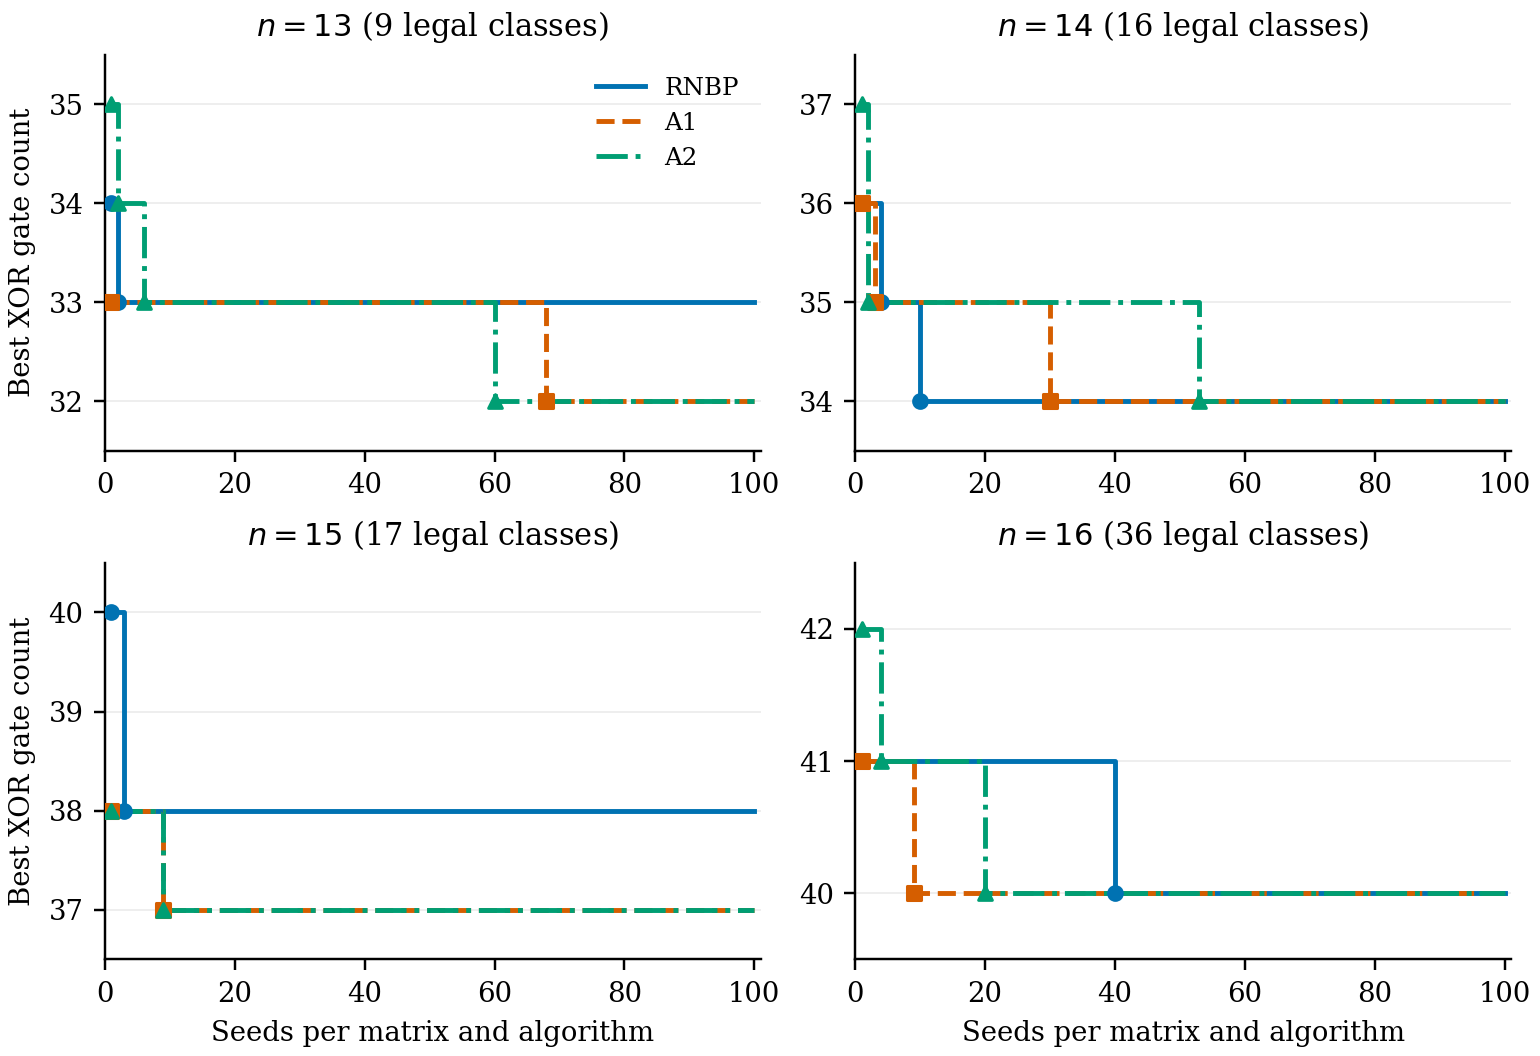 n = 13 (9 legal classes)
Best XOR gate count
35
34
33
32
0 20 40 60 80 100
RNBP
A1
A2
n = 14 (16 legal classes)
37
36
35
34
0 20 40 60 80 100
n = 15 (17 legal classes)
Best XOR gate count
40
39
38
37
0 20 40 60 80 100
Seeds per matrix and algorithm
n = 16 (36 legal classes)
42
41
40
0 20 40 60 80 100
Seeds per matrix and algorithm